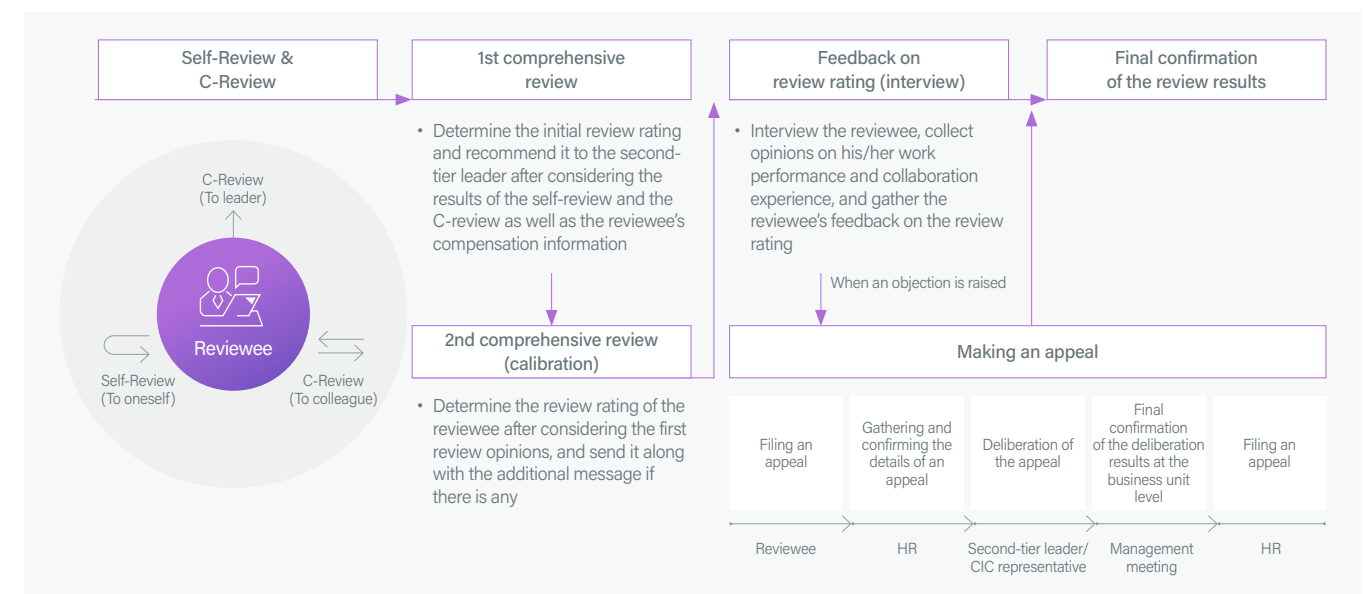 Self-Review &
C-Review
C-Review
(To leader)
Reviewee
Self-Review
(To oneself)
C-Review
(To colleague)
1st comprehensive
review
• Determine the initial review rating
and recommend it to the second-
tier leader after considering the
results of the self-review and the
C-review as well as the reviewee's
compensation information
2nd comprehensive review
(calibration)
• Determine the review rating of the
reviewee after considering the first
review opinions, and send it along
with the additional message if
there is any
Feedback on
review rating (interview)
• Interview the reviewee, collect
opinions on his/her work
performance and collaboration
experience, and gather the
reviewee's feedback on the review
rating
When an objection is raised
Final confirmation
of the review results
Making an appeal
Filing an
appeal
Gathering and
confirming the
details of an
appeal
Deliberation of
the appeal
Final
confirmation
of the deliberation
results at the
business unit
level
Filing an
appeal
Reviewee
HR
Second-tier leader/
CIC representative
Management
meeting
HR